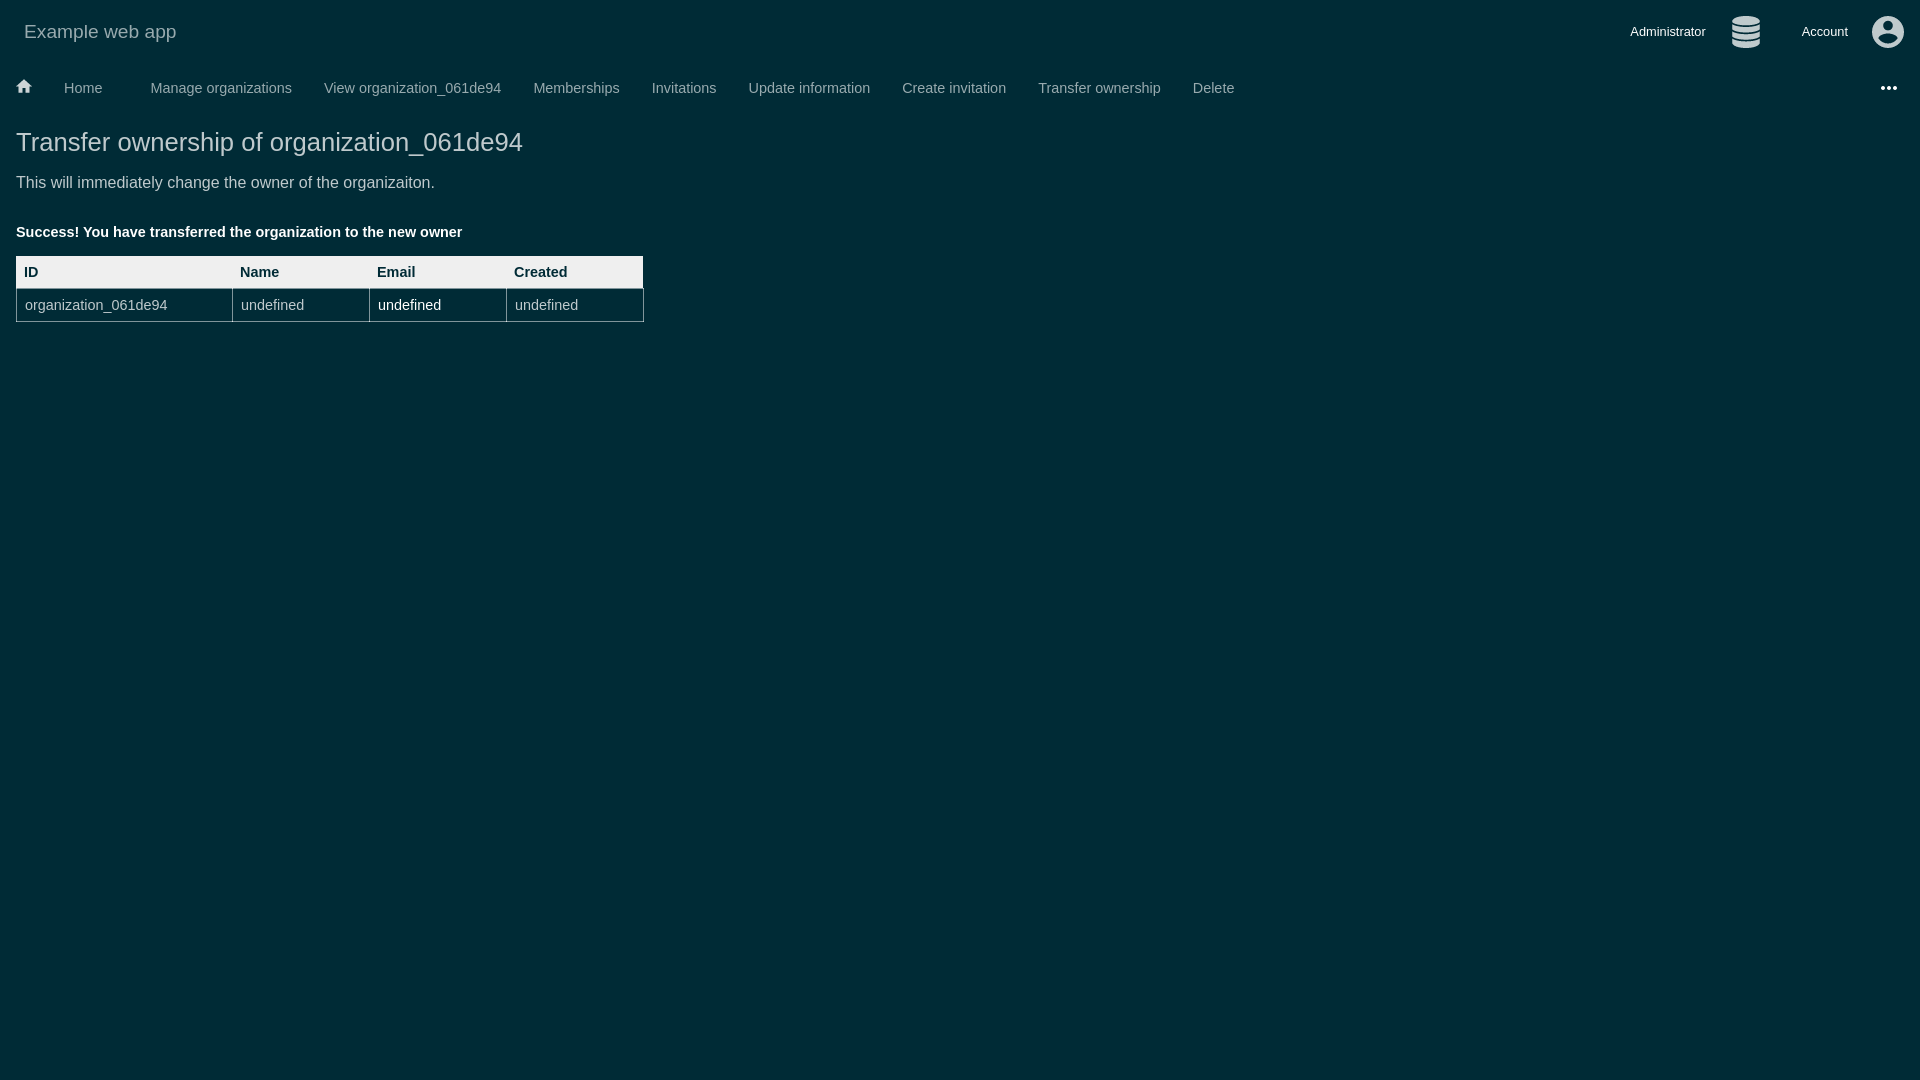 Example web app
Administrator
Account
Home
Manage organizations
View organization_061de94
Memberships
Invitations
Update information
Create invitation
Transfer ownership
Delete
Transfer ownership of organization_061de94
This will immediately change the owner of the organizaiton.
Success! You have transferred the organization to the new owner
ID Name Email Created
organization_061de94 undefined undefined undefined